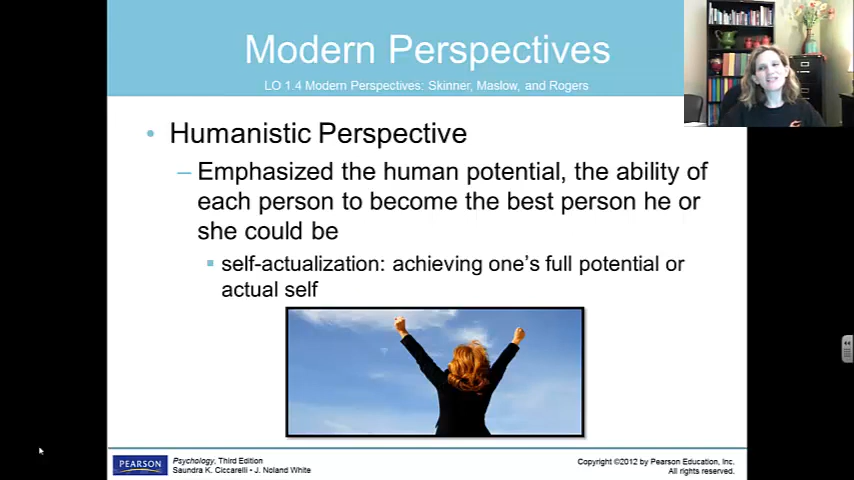 Modern Perspectives
LO 1.4 Modern Perspectives: Skinner, Maslow, and Rogers
• Humanistic Perspective
– Emphasized the human potential, the ability of
each person to become the best person he or
she could be
▪ self-actualization: achieving one's full potential or
actual self
PEARSON
Psychology, Third Edition
Saundra K. Ciccarelli • J. Noland White
Copyright ©2012 by Pearson Education, Inc.
All rights reserved.